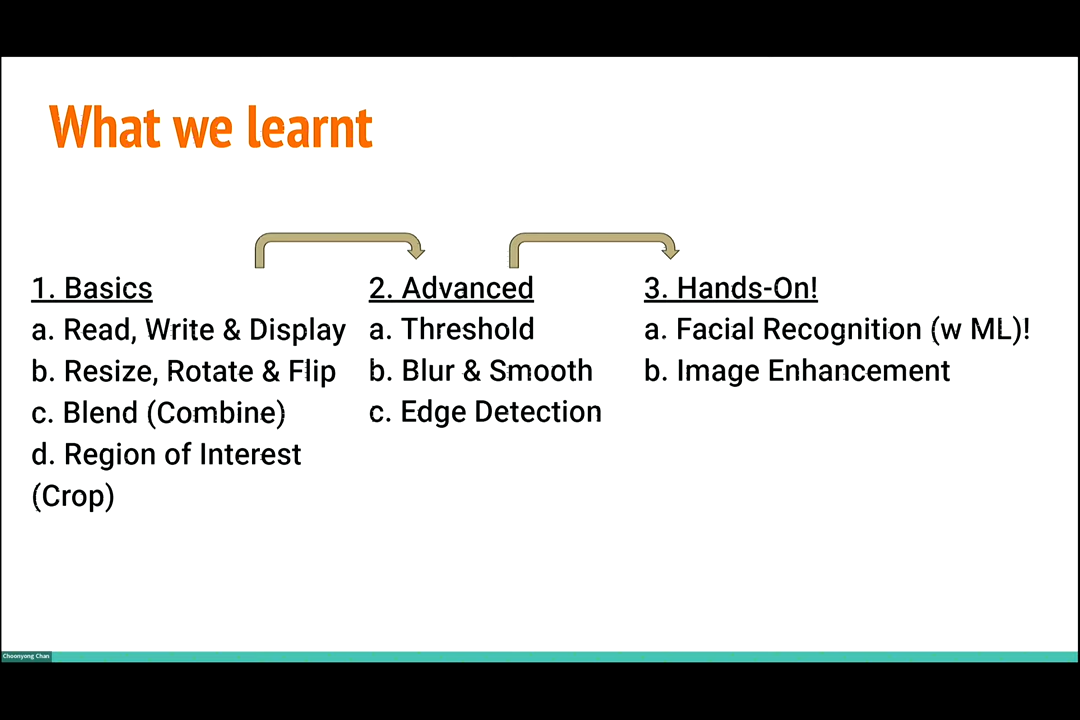 What we learnt
1. Basics
a. Read, Write & Display
b. Resize, Rotate & Flip
c. Blend (Combine)
d. Region of Interest
(Crop)
2. Advanced
a. Threshold
b. Blur & Smooth
c. Edge Detection
3. Hands-On!
a. Facial Recognition (w ML)!
b. Image Enhancement
Choonyong Chan